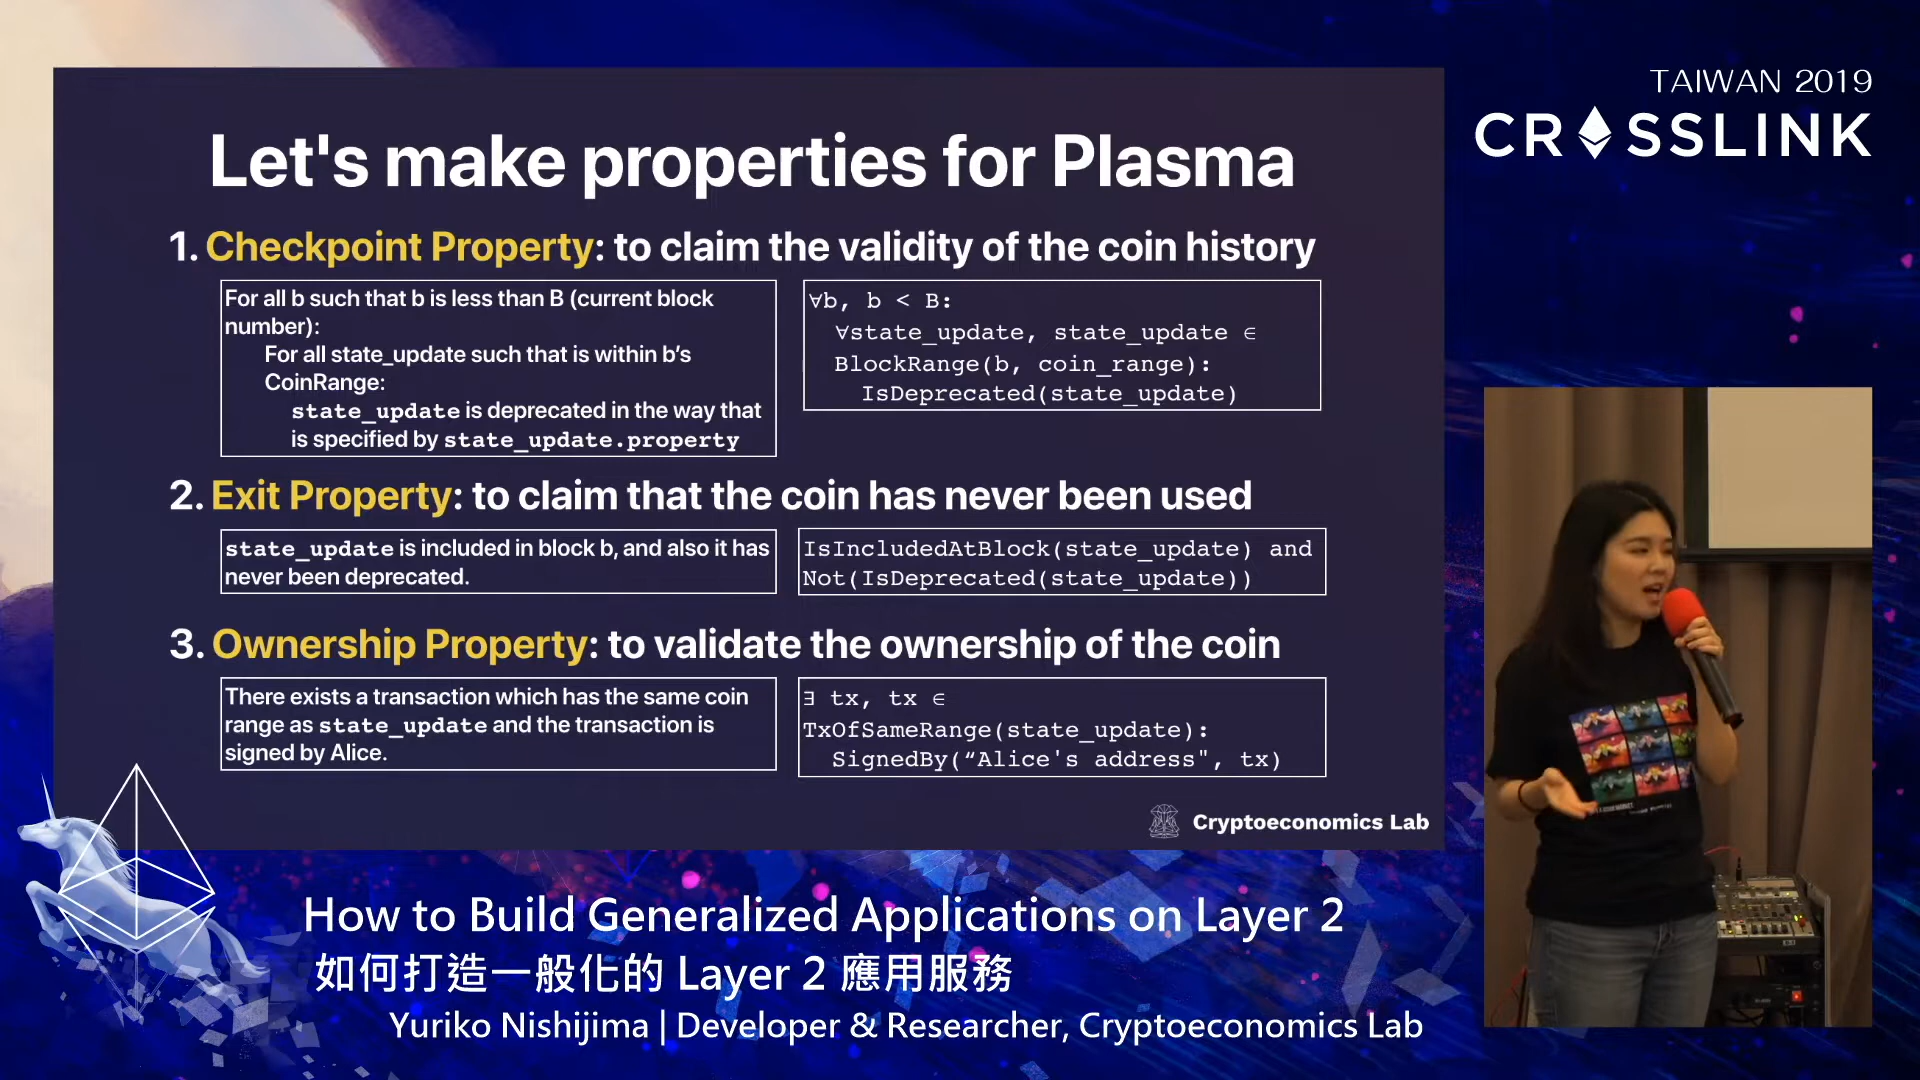 TAIWAN 2019
CROSSLINK
Let's make properties for Plasma
1. Checkpoint Property: to claim the validity of the coin history
For all b such that b is less than B (current block
number):
For all state_update such that is within b’s
CoinRange:
state_update is deprecated in the way that
is specified by state_update.property
∀b, b < B:
∀state_update, state_update ∈
BlockRange(b, coin_range):
IsDeprecated(state_update)
2. Exit Property: to claim that the coin has never been used
state_update is included in block b, and also it has
never been deprecated.
IsIncludedAtBlock(state_update) and
Not(IsDeprecated(state_update))
3. Ownership Property: to validate the ownership of the coin
There exists a transaction which has the same coin
range as state_update and the transaction is
signed by Alice.
∃ tx, tx ∈
TxOfSameRange(state_update):
SignedBy(“Alice's address", tx)
Cryptoeconomics Lab
How to Build Generalized Applications on Layer 2
如何打造一般化的 Layer 2 應用服務
Yuriko Nishijima | Developer & Researcher, Cryptoeconomics Lab